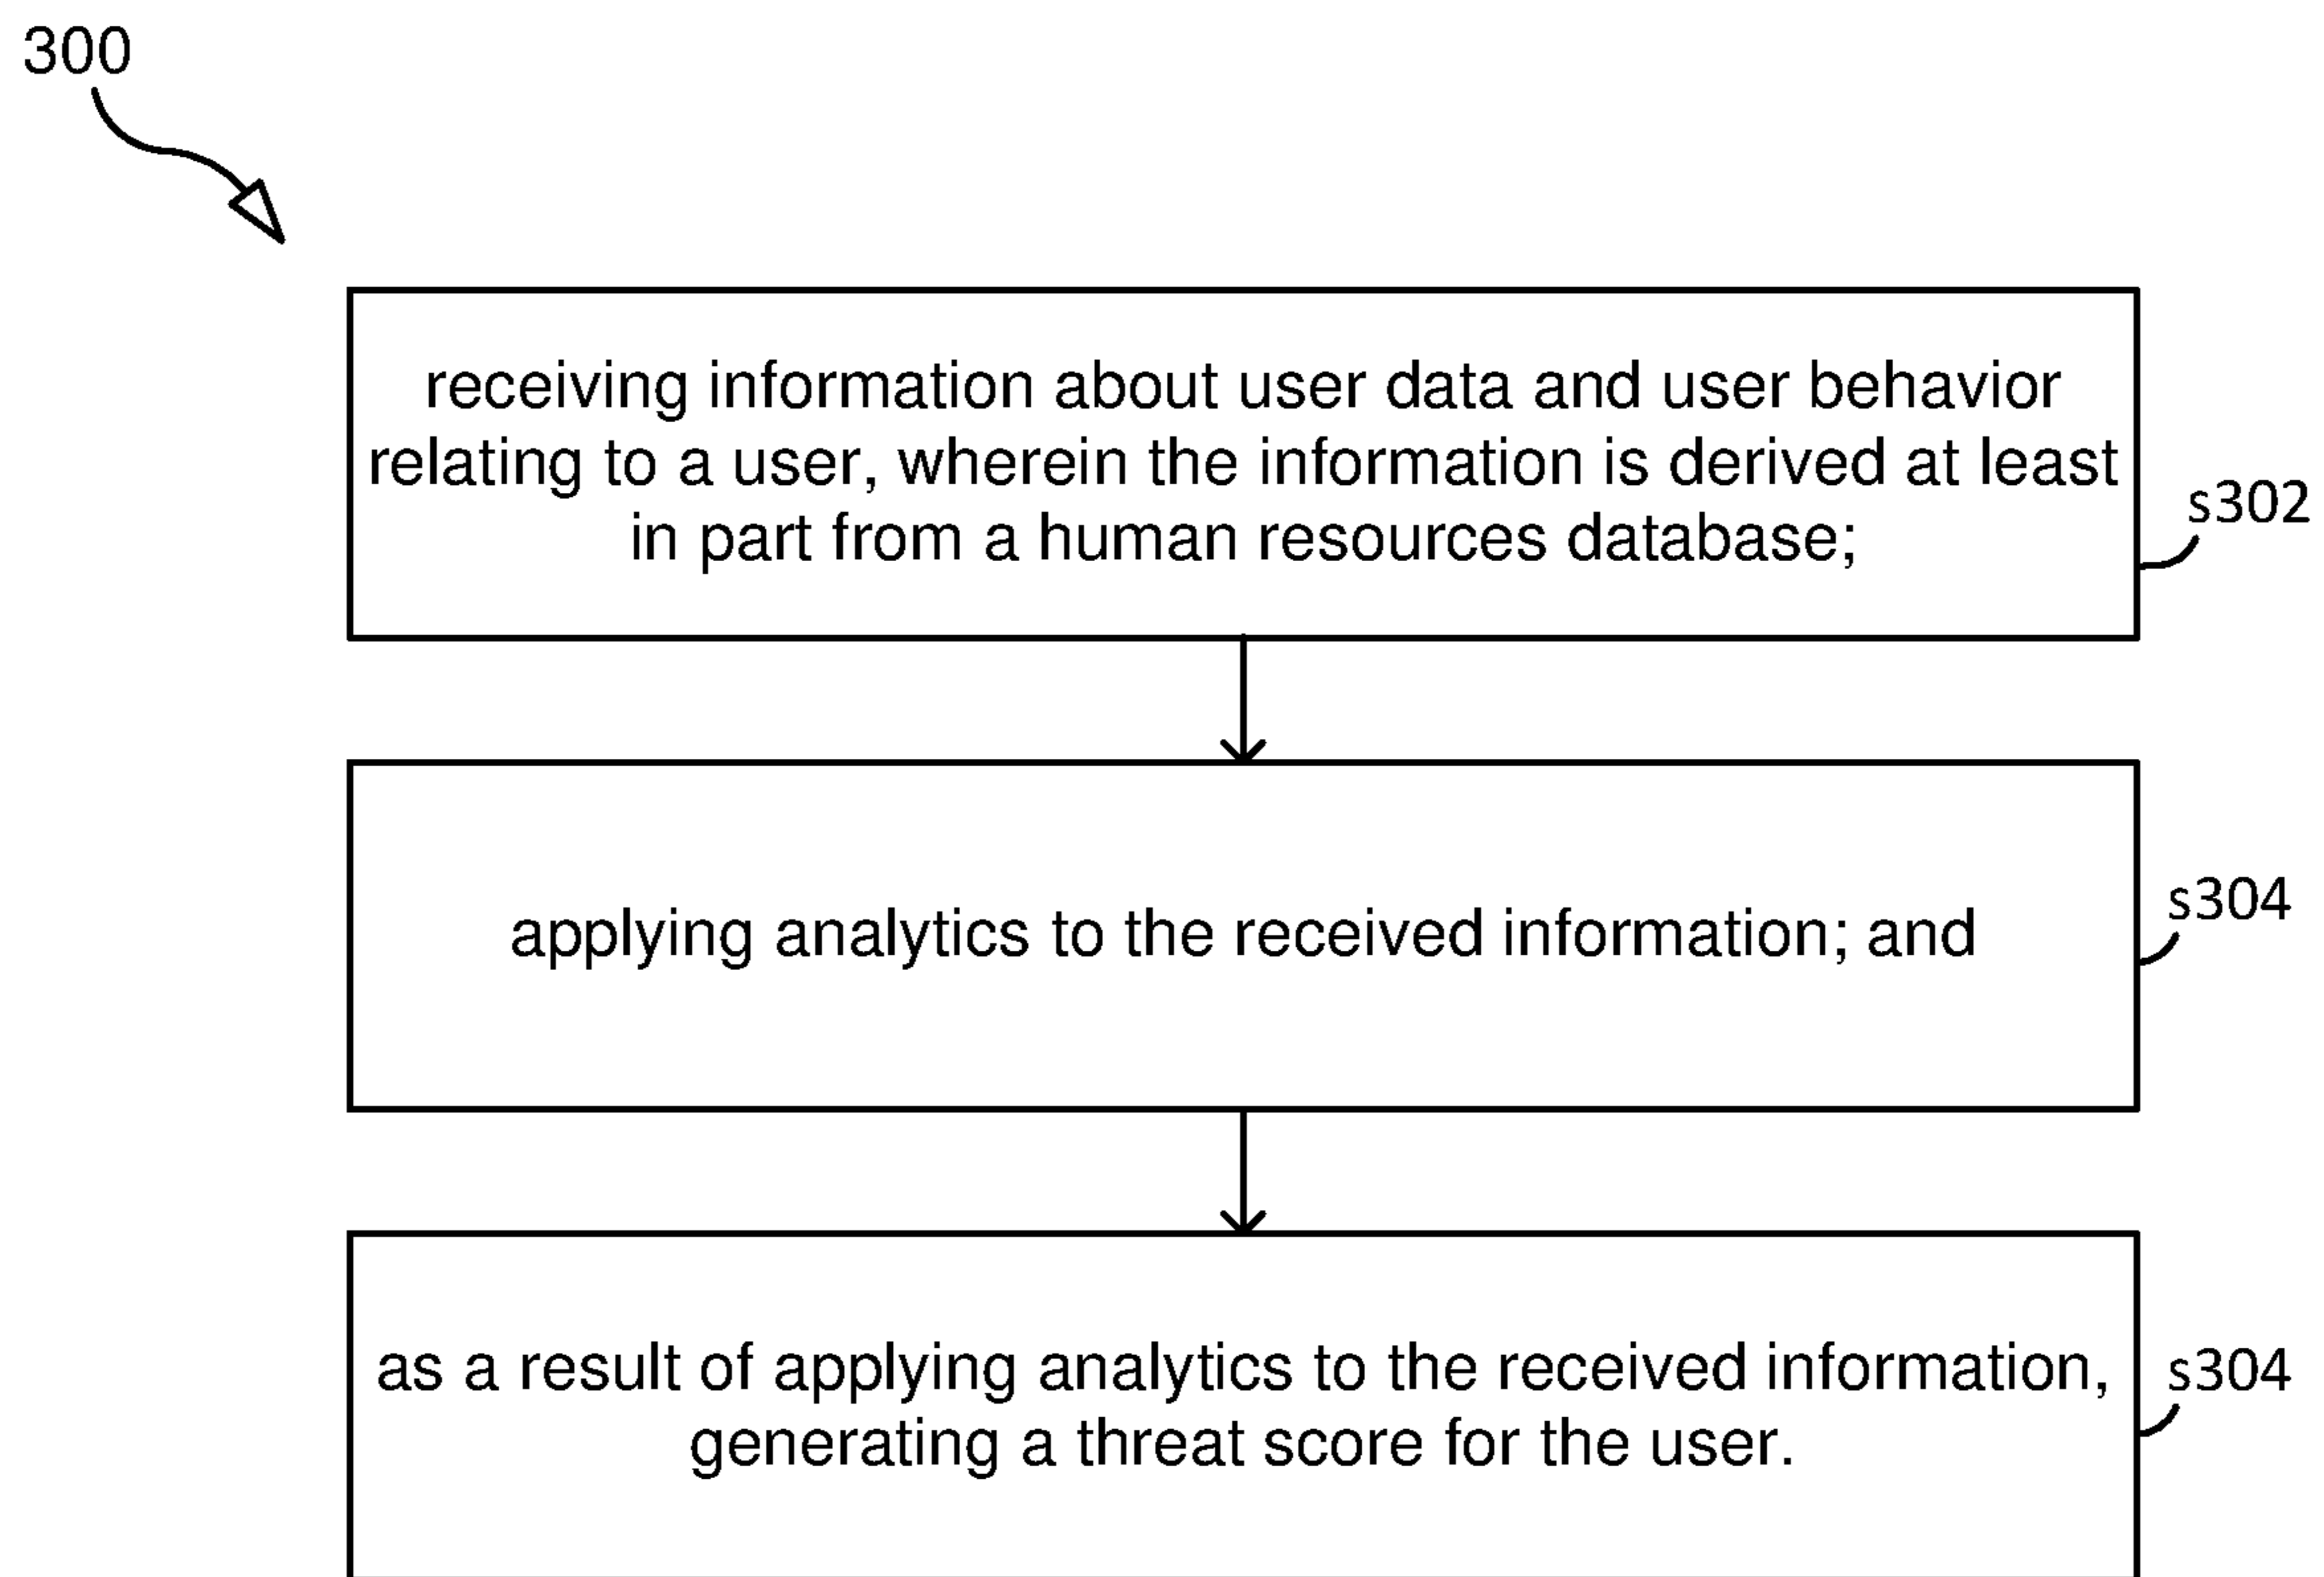 300
receiving information about user data and user behavior
relating to a user, wherein the information is derived at least
in part from a human resources database;
s302
applying analytics to the received information; and
s304
as a result of applying analytics to the received information,
generating a threat score for the user.
s304